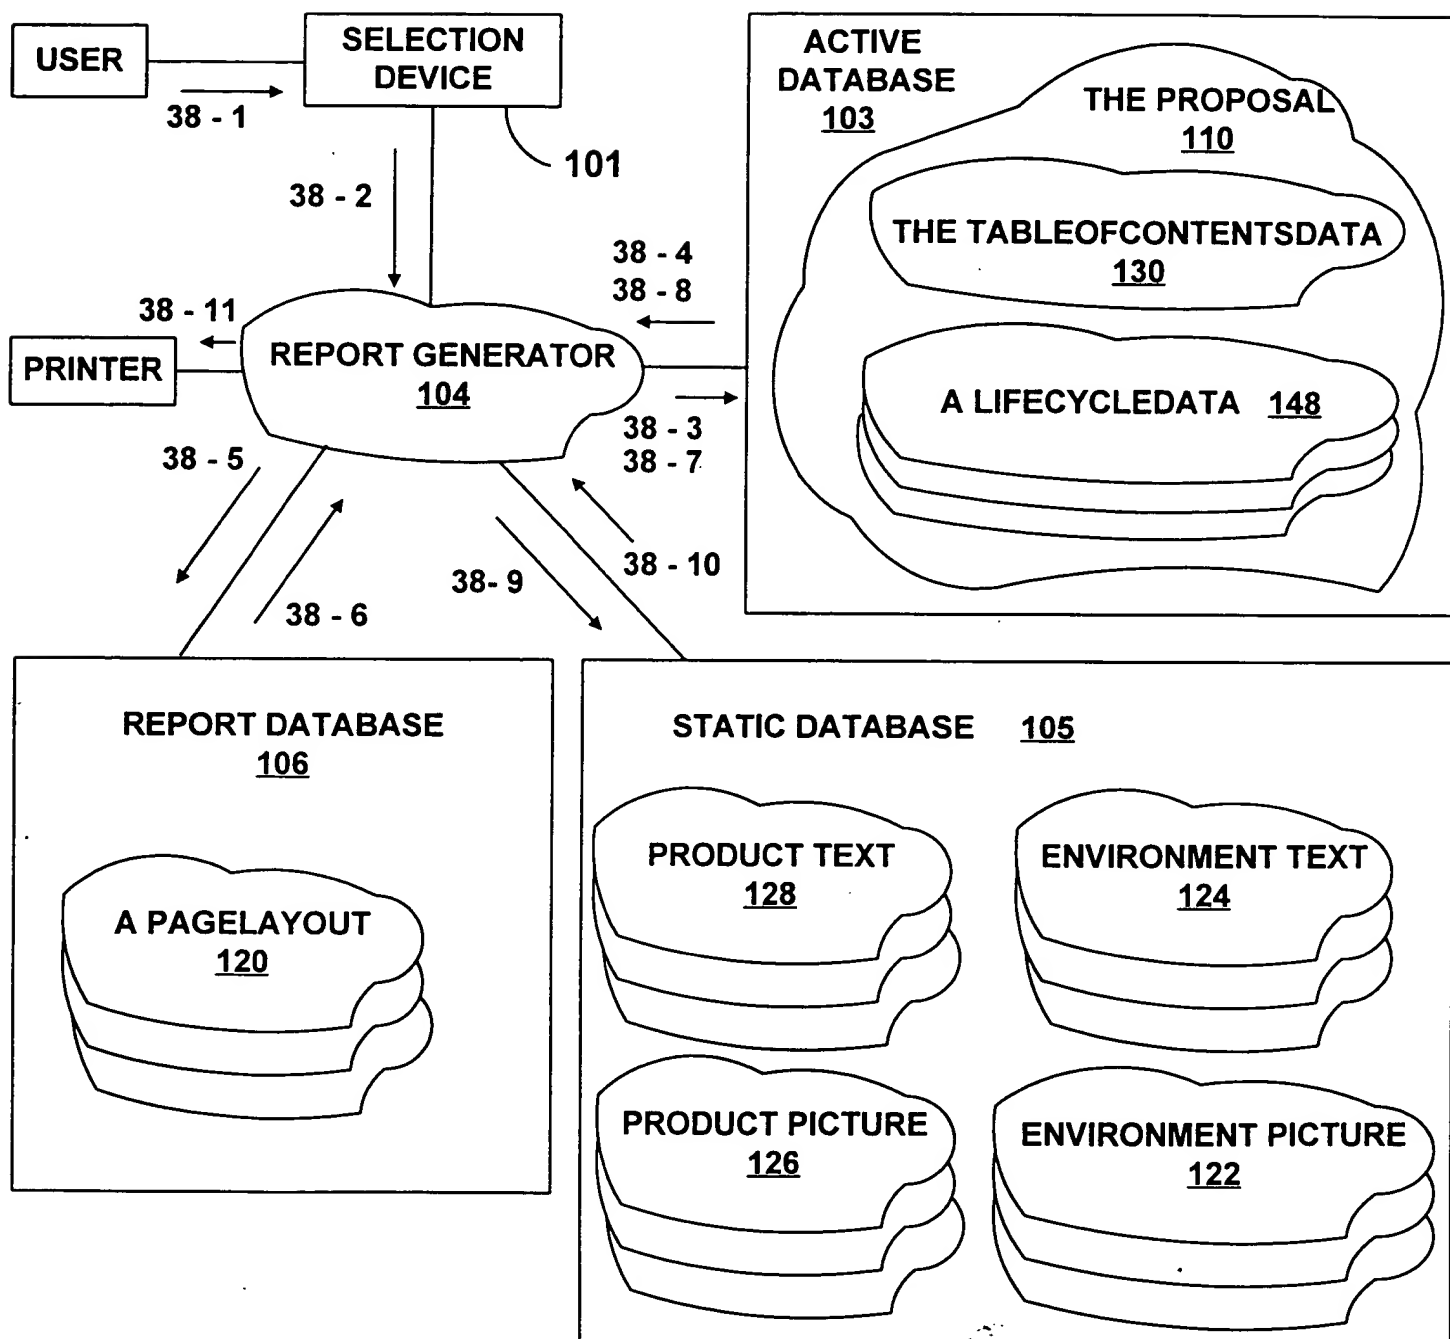 USER
SELECTION
DEVICE
38 - 1
101
38 - 2
ACTIVE
DATABASE
103
THE PROPOSAL
110
THE TABLEOFCONTENTSDATA
130
A LIFECYCLEDATA 148
38 - 4
38 - 8
38 - 11
PRINTER
REPORT GENERATOR
104
38 - 3
38 - 7
38 - 5
38 - 6
38- 9
38 - 10
REPORT DATABASE
106
A PAGELAYOUT
120
STATIC DATABASE 105
PRODUCT TEXT
128
ENVIRONMENT TEXT
124
PRODUCT PICTURE
126
ENVIRONMENT PICTURE
122